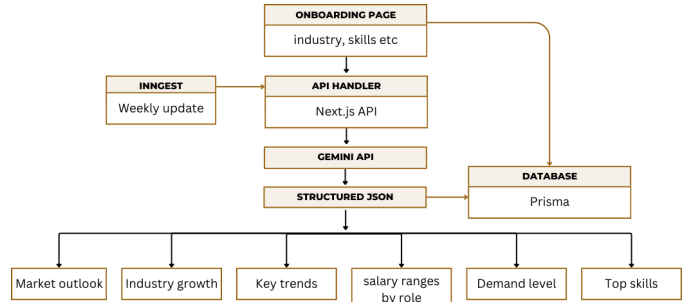 ONBOARDING PAGE
industry, skills etc
INNGEST
Weekly update
API HANDLER
Next.js API
GEMINI API
STRUCTURED JSON
DATABASE
Prisma
Market outlook
Industry growth
Key trends
salary ranges
by role
Demand level
Top skills